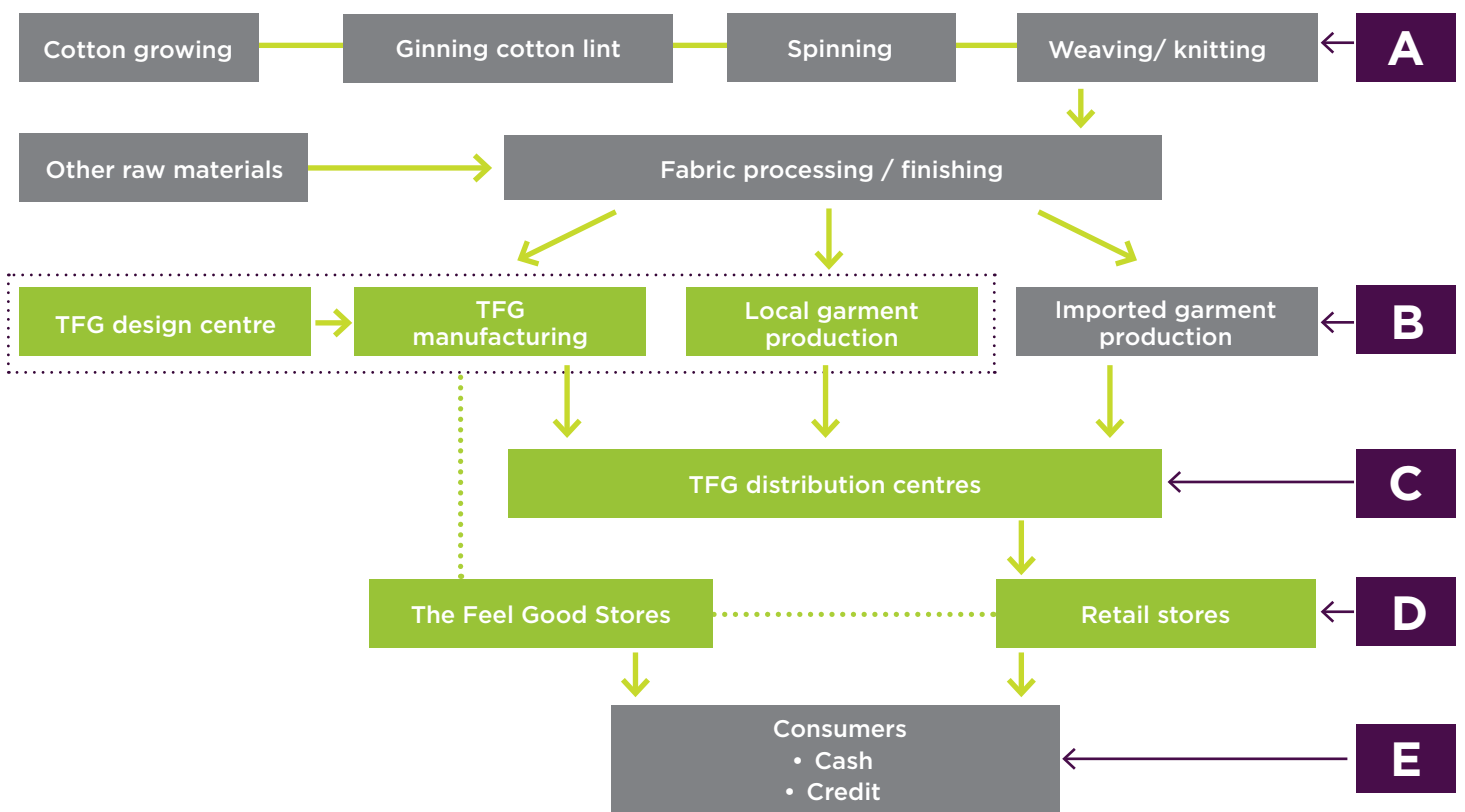 Cotton growing
Ginning cotton lint
Spinning
Weaving/ knitting
A
Other raw materials
Fabric processing / finishing
TFG design centre
TFG
manufacturing
Local garment
production
Imported garment
production
B
TFG distribution centres
C
The Feel Good Stores
Retail stores
D
Consumers
• Cash
• Credit
E